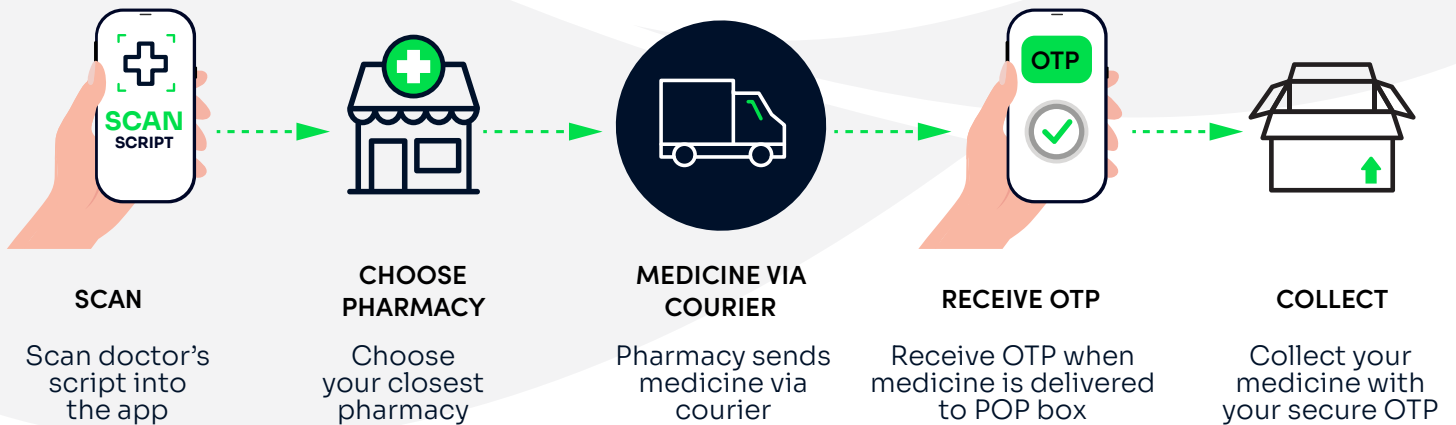 SCAN
SCRIPT
OTP
SCAN
Scan doctor’s
script into
the app
CHOOSE
PHARMACY
Choose
your closest
pharmacy
MEDICINE VIA
COURIER
Pharmacy sends
medicine via
courier
RECEIVE OTP
Receive OTP when
medicine is delivered
to POP box
COLLECT
Collect your
medicine with
your secure OTP